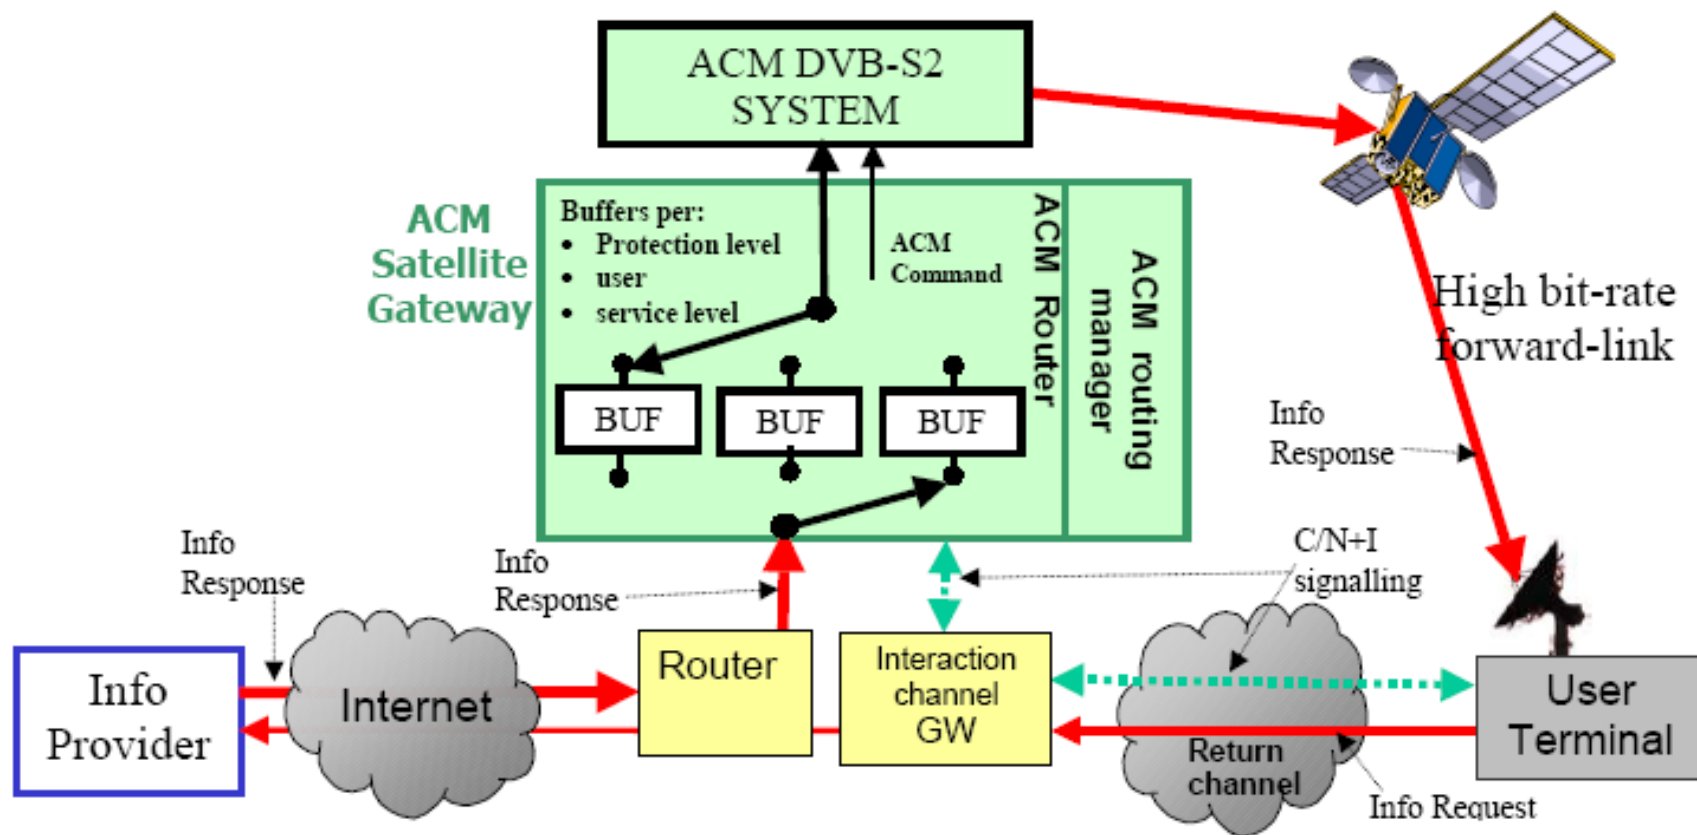 ACM DVB-S2
SYSTEM
ACM
Satellite
Gateway
Buffers per:
• Protection level
• user
• service level
ACM
Command
ACM Router
ACM routing
manager
High bit-rate
forward-link
BUF
BUF
BUF
Info
Response
Info
Response
Info
Response
C/N+I
signalling
Info
Provider
Internet
Router
Interaction
channel
GW
Return
channel
User
Terminal
Info Request